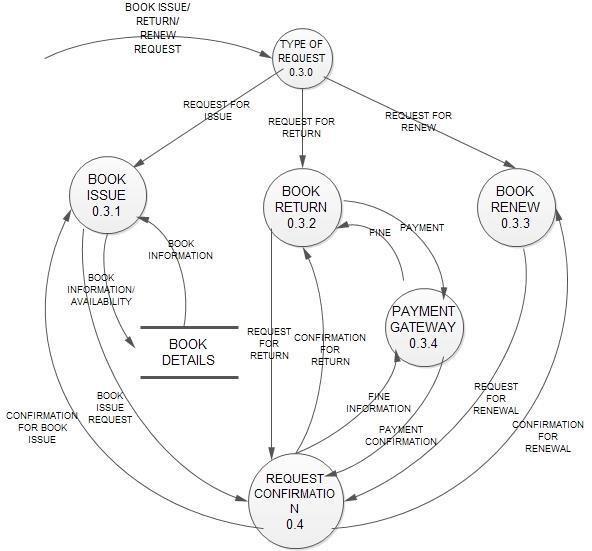 BOOK ISSUE/
RETURN/
RENEW
REQUEST
TYPE OF
REQUEST
0.3.0
REQUEST FOR
ISSUE
REQUEST FOR
RETURN
REQUEST FOR
RENEW
BOOK
ISSUE
0.3.1
BOOK
RETURN
0.3.2
BOOK
RENEW
0.3.3
BOOK
INFORMATION
FINE
PAYMENT
BOOK
INFORMATION/
AVAILABILITY
PAYMENT
GATEWAY
0.3.4
BOOK
DETAILS
REQUEST
FOR
RETURN
CONFIRMATION
FOR
RETURN
BOOK
ISSUE
REQUEST
FINE
INFORMATION
REQUEST
FOR
RENEWAL
CONFIRMATION
FOR BOOK
ISSUE
PAYMENT
CONFIRMATION
CONFIRMATION
FOR
RENEWAL
REQUEST
CONFIRMATIO
N
0.4